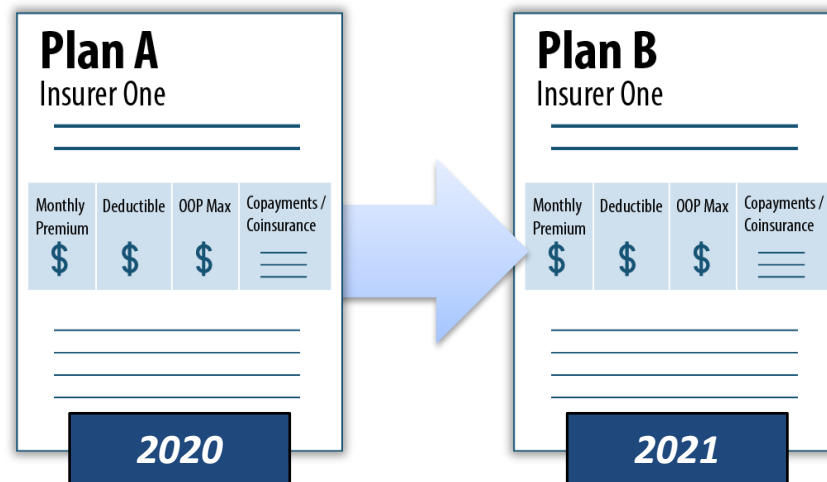 Plan A
Insurer One
Monthly Premium
$
Deductible
$
OOP Max
$
Copayments /
Coinsurance
2020
Plan B
Insurer One
Monthly Premium
$
Deductible
$
OOP Max
$
Copayments /
Coinsurance
2021